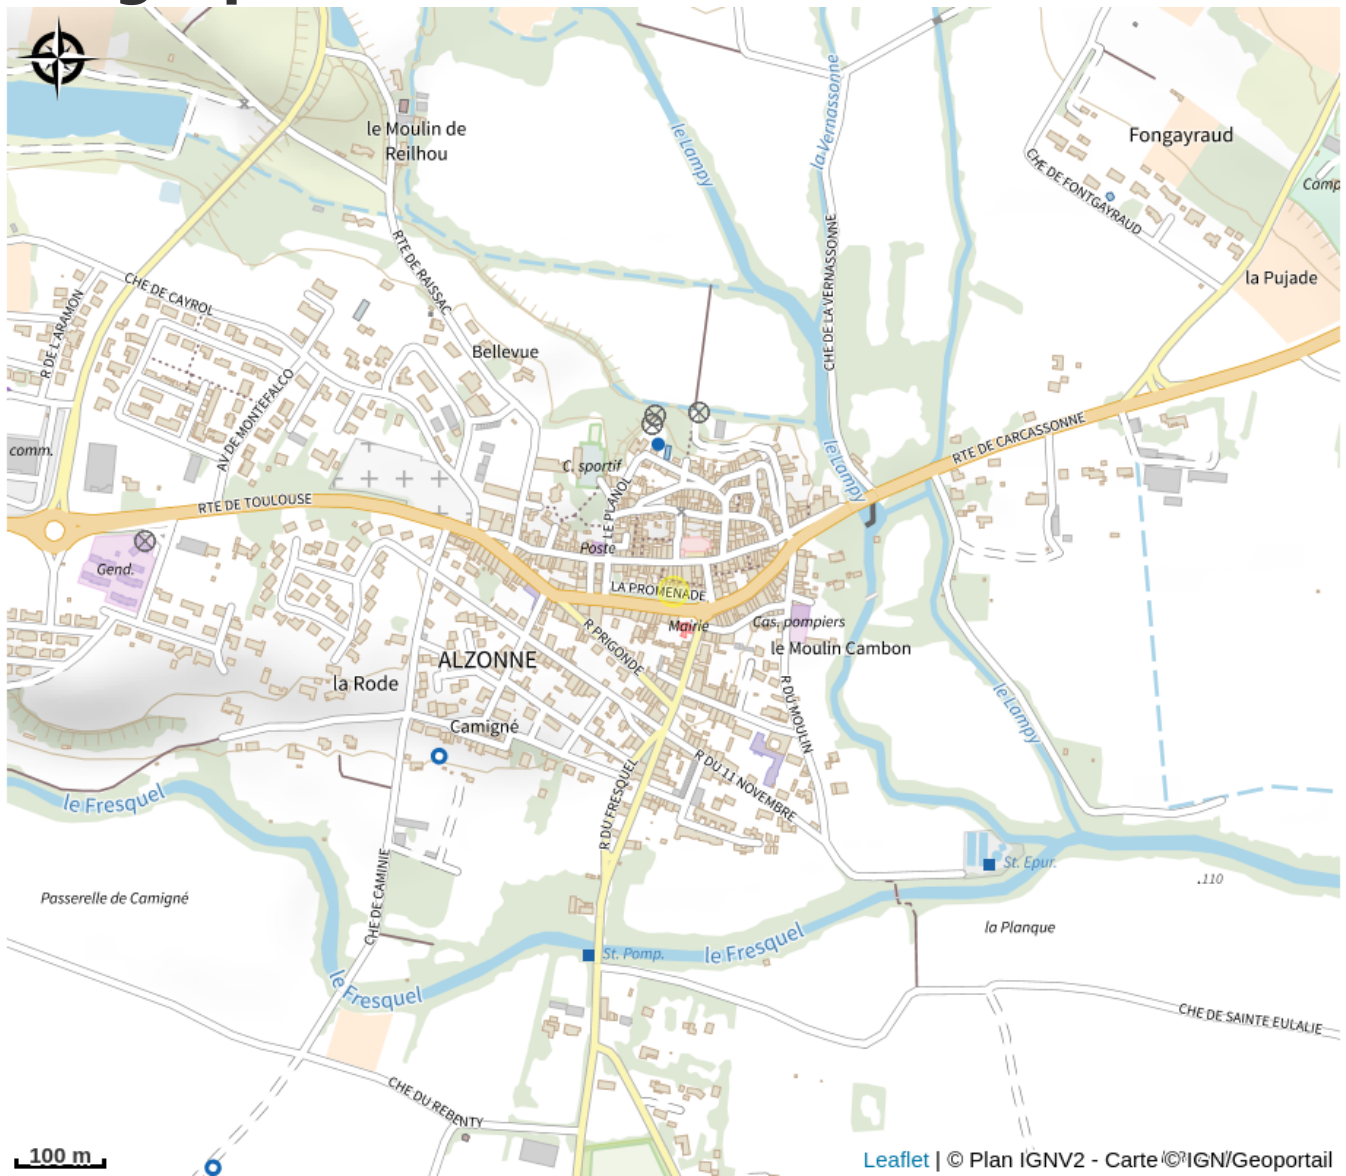 le Moulin de
Reilhou
le Lampy
la Vernassonne
Fongayraud
CHE DE FONTGAYRAUD
Camp
la Pujade
RTE DE RAISSAC
CHE DE CAYROL
R DE L'ARAMON
CHE DE LA VERNASSONNE
Bellevue
AV DE MONTEFALCO
comm.
C. sportif
le Lampy
RTE DE CARCASSONNE
RTE DE TOULOUSE
LE PLANOL
Poste
Gend.
LA PROMENADE
Mairie
Cas. pompiers
R PRIGONDE
le Moulin Cambon
ALZONNE
la Rode
R DU MOULIN
le Lampy
Camigné
R DU 11 NOVEMBRE
le Fresquel
R DU FRESQUEL
St. Epur.
.110
CHE DE CAMINIE
Passerelle de Camigné
la Planque
le Fresquel
St. Pomp.
le Fresquel
CHE DE SAINTE EULALIE
CHE DU REBENTY
100 m
Leaflet | © Plan IGNV2 - Carte © IGN/Geoportail